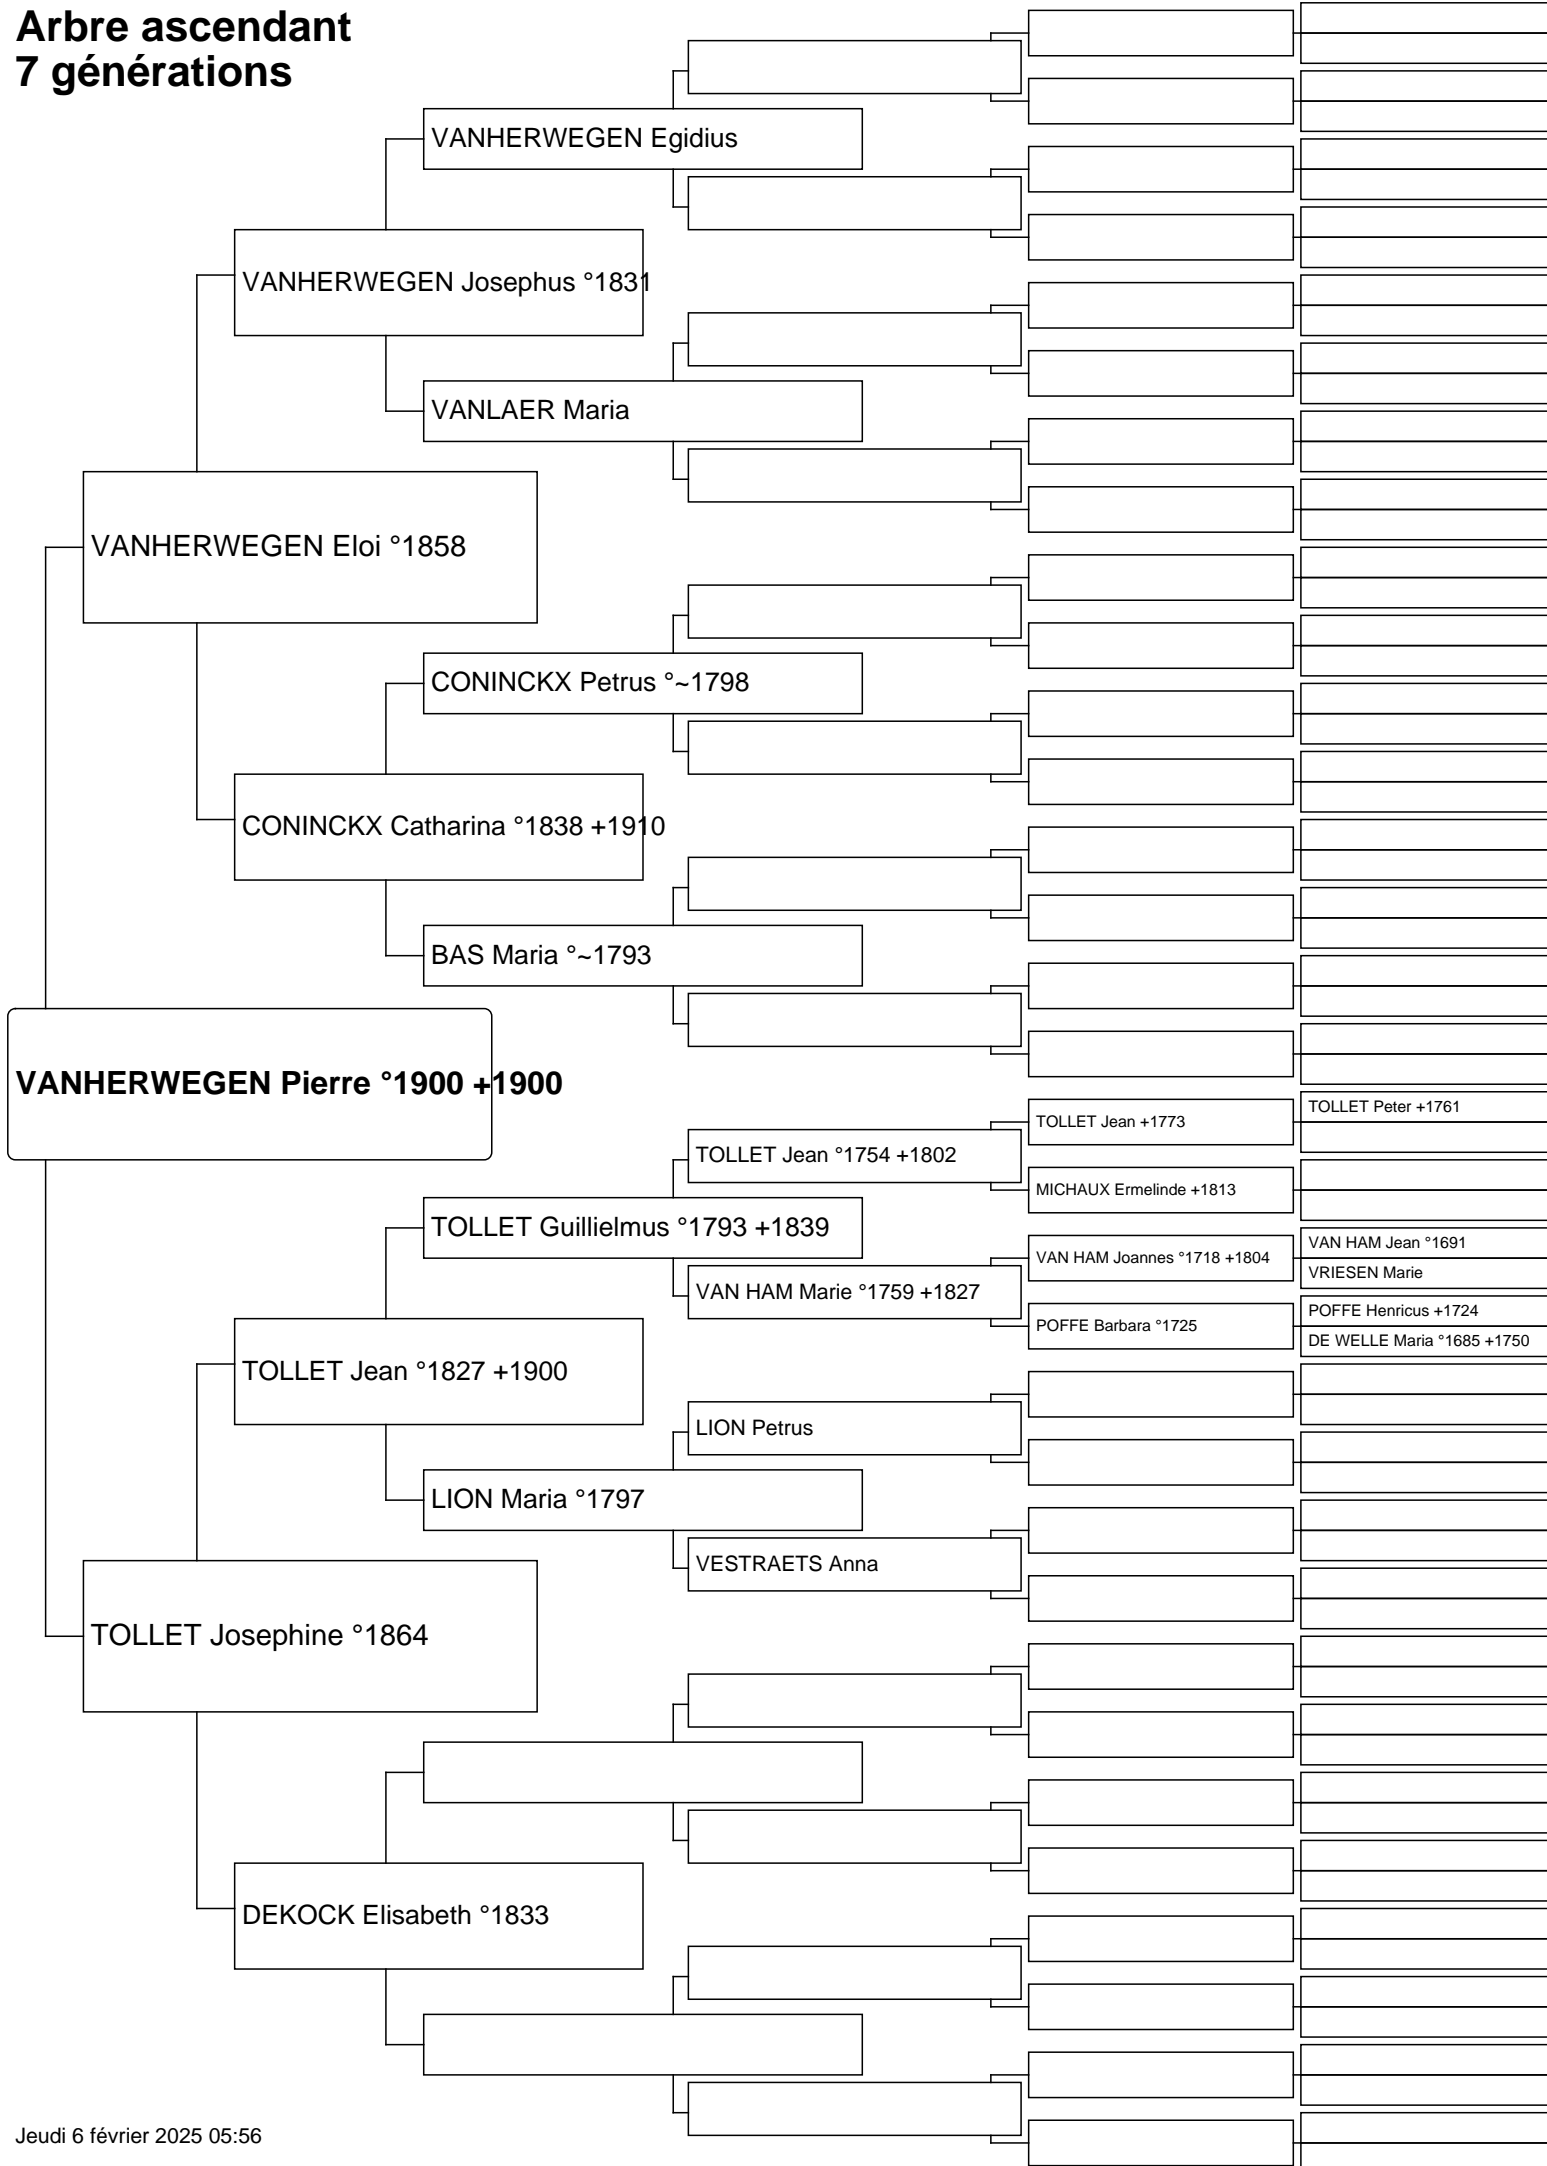 Arbre ascendant
7 générations
VANHERWEGEN Egidius
VANHERWEGEN Josephus °1831
VANLAER Maria
VANHERWEGEN Eloi °1858
CONINCKX Petrus °~1798
CONINCKX Catharina °1838 +1910
BAS Maria °~1793
VANHERWEGEN Pierre °1900 +1900
TOLLET Peter +1761
TOLLET Jean +1773
TOLLET Jean °1754 +1802
MICHAUX Ermelinde +1813
TOLLET Guillielmus °1793 +1839
VAN HAM Jean °1691
VAN HAM Joannes °1718 +1804
VRIESEN Marie
VAN HAM Marie °1759 +1827
POFFE Henricus +1724
POFFE Barbara °1725
DE WELLE Maria °1685 +1750
TOLLET Jean °1827 +1900
LION Petrus
LION Maria °1797
VESTRAETS Anna
TOLLET Josephine °1864
DEKOCK Elisabeth °1833
Jeudi 6 février 2025 05:56